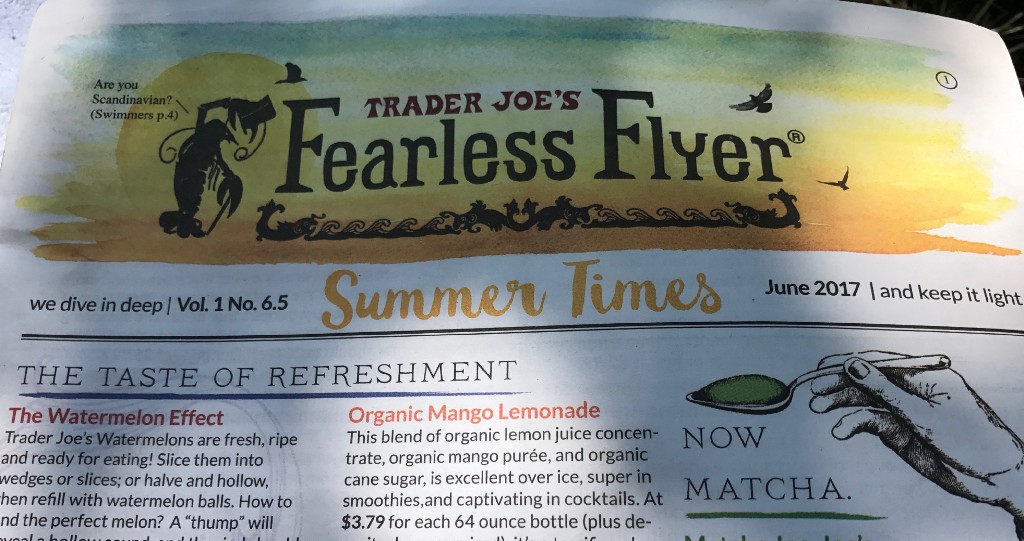 Are you
Scandinavian?
(Swimmers p.4)
1
TRADER JOE'S
Fearless Flyer®
we dive in deep | Vol. 1 No. 6.5
Summer Times
June 2017 | and keep it light
THE TASTE OF REFRESHMENT
The Watermelon Effect
Trader Joe's Watermelons are fresh, ripe
and ready for eating! Slice them into
wedges or slices; or halve and hollow,
then refill with watermelon balls. How to
find the perfect melon? A "thump" will
Organic Mango Lemonade
This blend of organic lemon juice concen-
trate, organic mango purée, and organic
cane sugar, is excellent over ice, super in
smoothies,and captivating in cocktails. At
$3.79 for each 64 ounce bottle (plus de-
NOW
MATCHA.